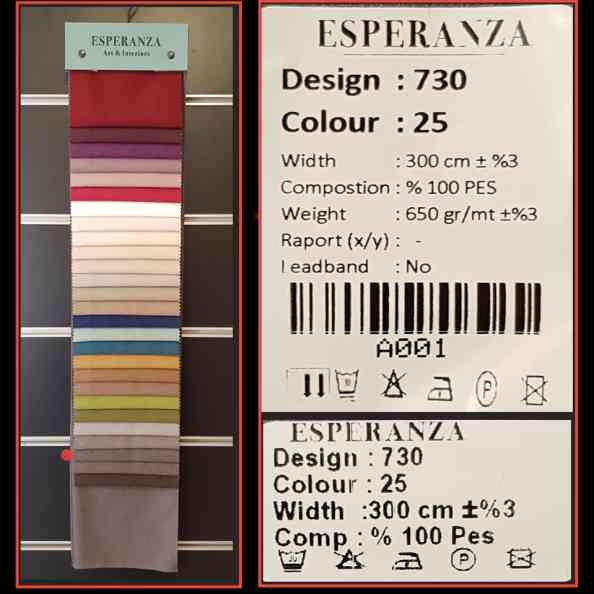 ESPERANZA
Art & Interiors
ESPERANZA
Design : 730
Colour : 25
Width : 300 cm ± %3
Compostion : % 100 PES
Weight : 650 gr/mt ±%3
Raport (x/y) : -
Leadband : No
A001
P
ESPERANZA
Design : 730
Colour : 25
Width :300 cm ±%3
Comp : % 100 Pes
P